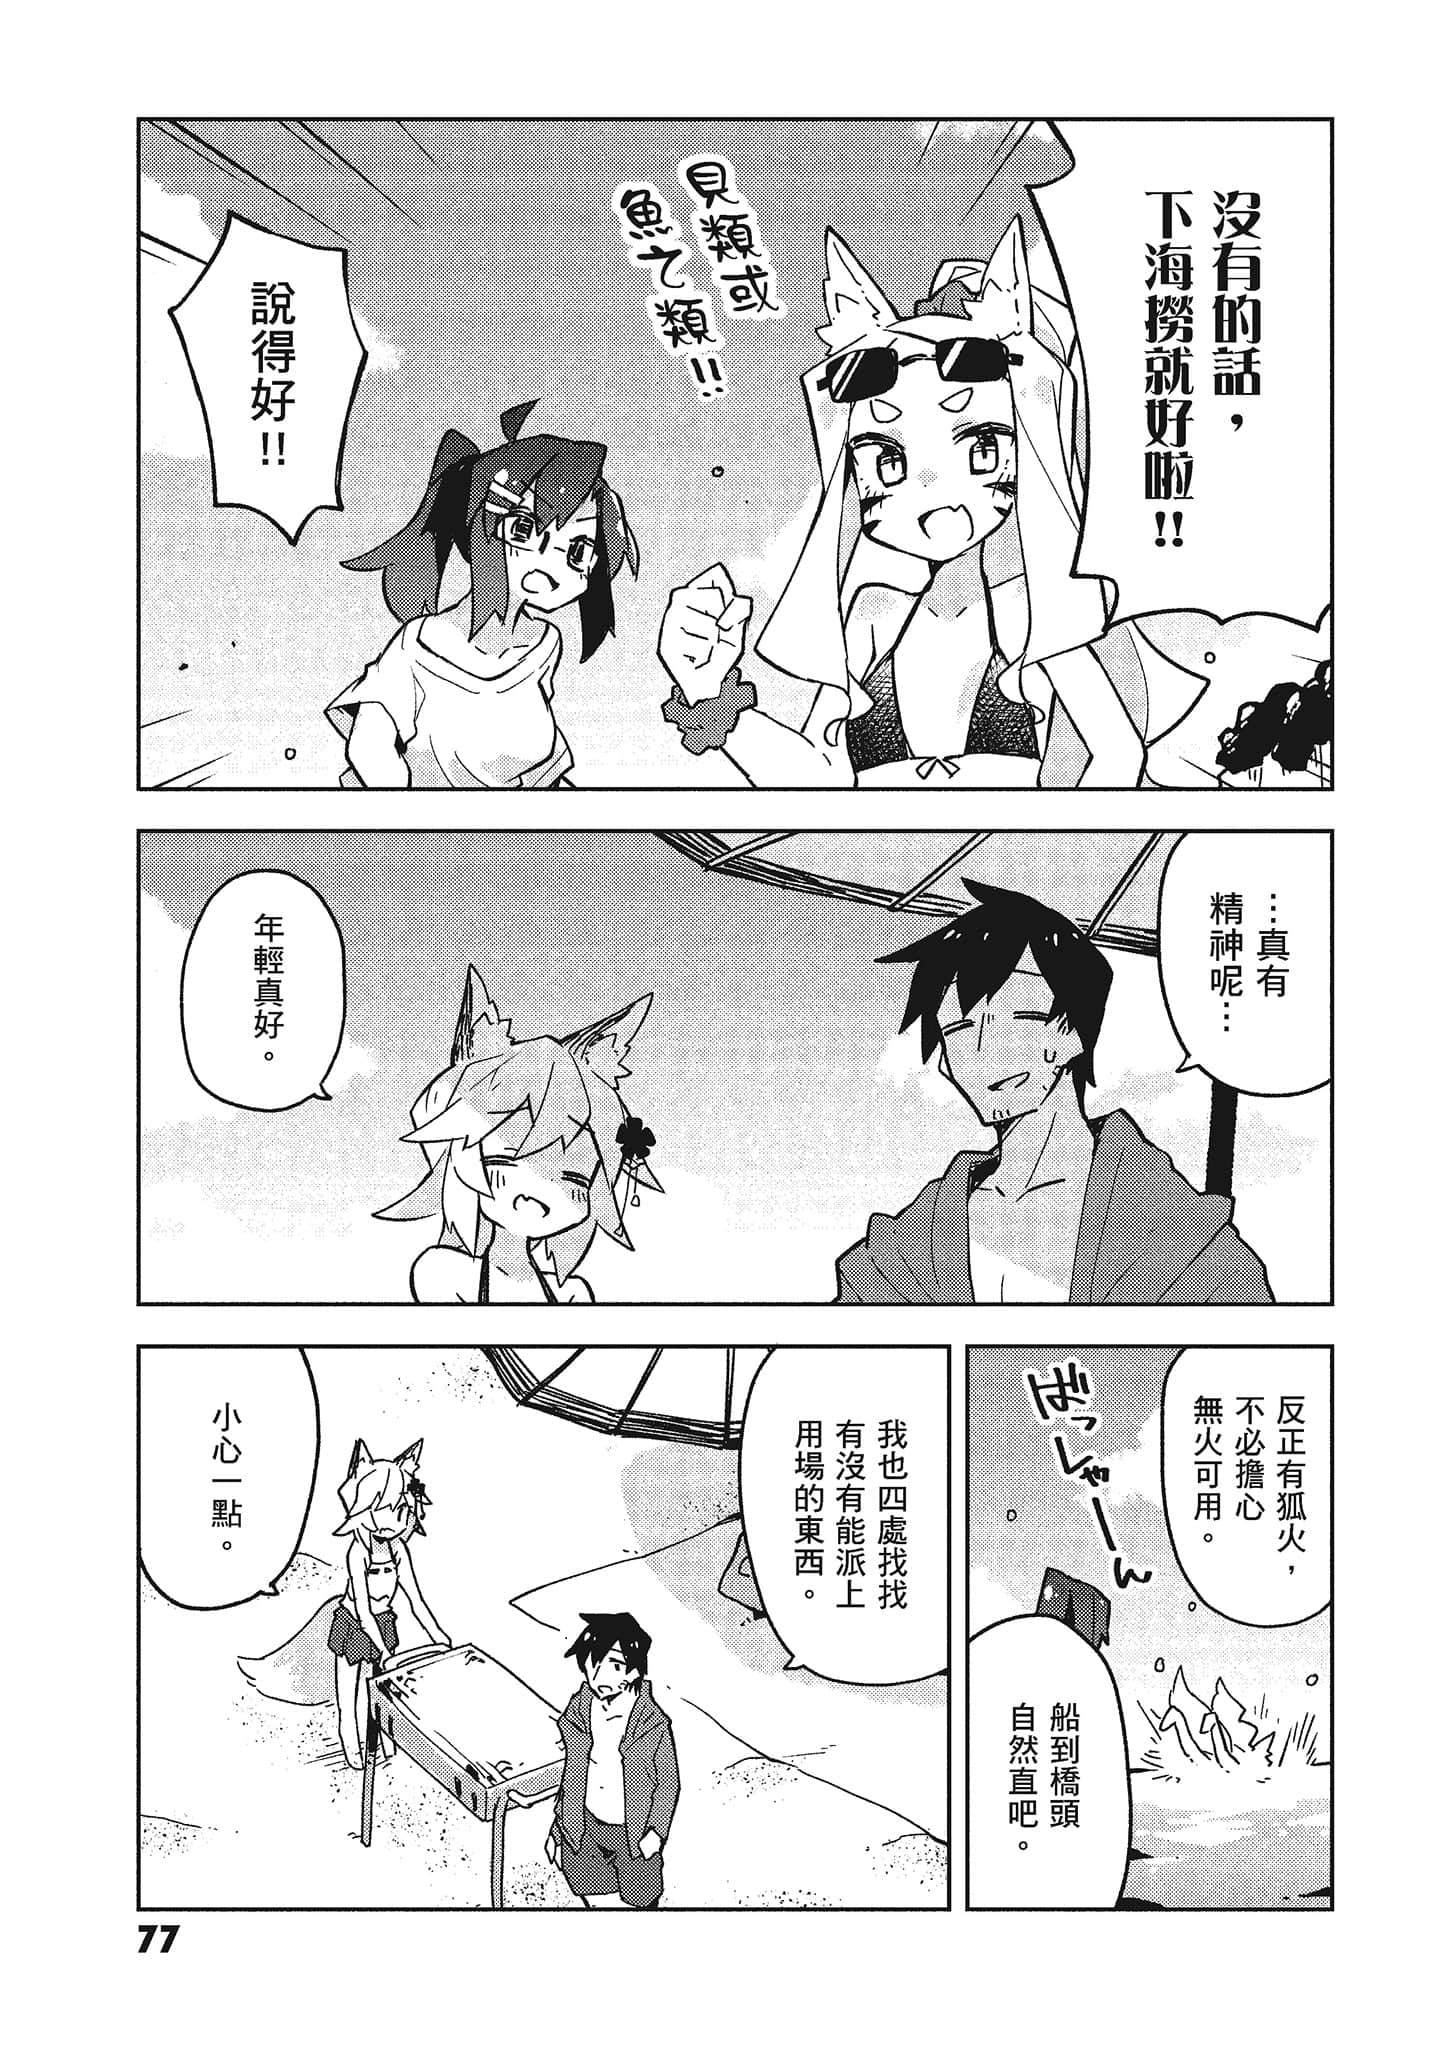 沒有的話，
下海撈就好啦!!
貝類或
魚之類!!
說得好!!
…真有
精神呢…
年輕真好。
反正有狐火，
不必擔心
無火可用。
ばっしゃーん
船到橋頭
自然直吧。
我也四處找找
有沒有能派上
用場的東西。
小心一點。
77